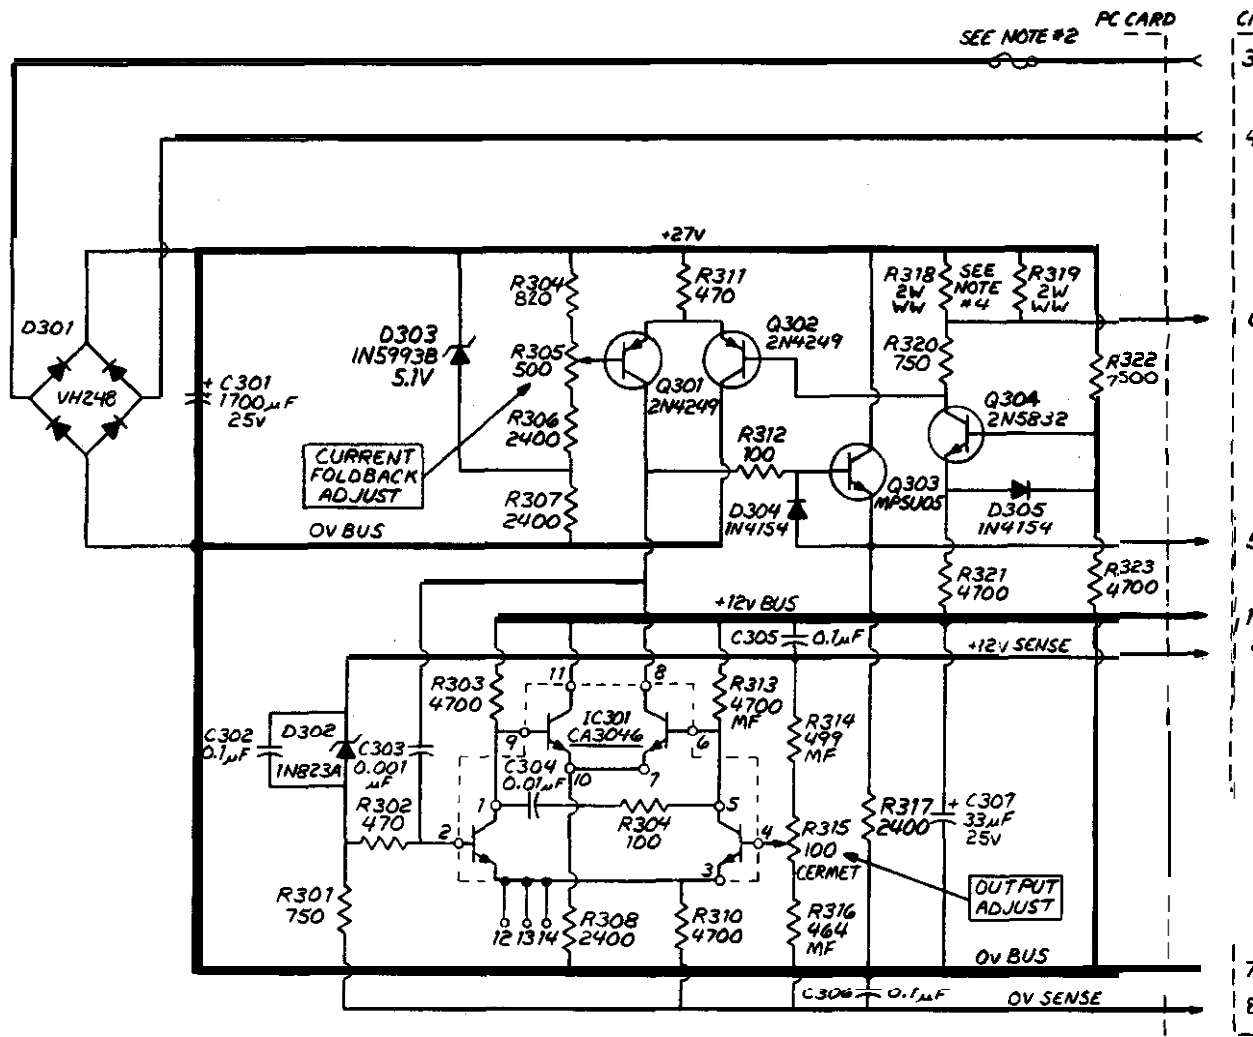 PC CARD
SEE NOTE #2
3
4
+27V
R304
820
R311
470
R318
2W
WW
SEE
NOTE
#4
R319
2W
WW
D301
VH248
D303
1N5993B
5.1V
R305
500
Q302
2N4249
R320
750
R322
7500
+ C301
1700µF
25V
Q301
2N4249
Q304
2N5832
R306
2400
R312
100
CURRENT
FOLDBACK
ADJUST
Q303
MPSU05
R307
2400
D304
1N4154
D305
1N4154
0V BUS
5
R321
4700
R323
4700
+12V BUS
1
C305
0.1µF
+12V SENSE
R303
4700
11
8
R313
4700
MF
IC301
CA3046
9
6
R314
499
MF
C302
0.1µF
D302
1N823A
C303
0.001
µF
C304
0.01µF
10
7
R302
470
1
R304
100
5
R317
2400
+ C307
33µF
25V
2
4
R315
100
CERMET
3
R301
750
OUTPUT
ADJUST
12 13 14
R308
2400
R310
4700
R316
464
MF
0V BUS
7
C306
0.1µF
0V SENSE
8